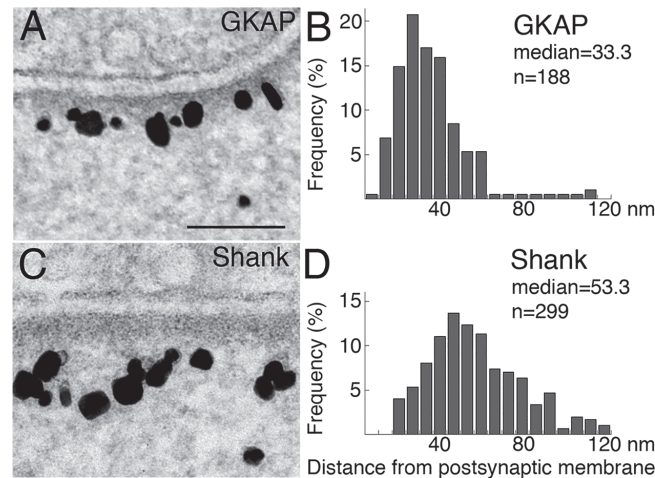 A
GKAP
B
GKAP
median=33.3
n=188
Frequency (%)
20
15
10
5
40
80
120 nm
C
Shank
D
Shank
median=53.3
n=299
Frequency (%)
15
10
5
40
80
120 nm
Distance from postsynaptic membrane